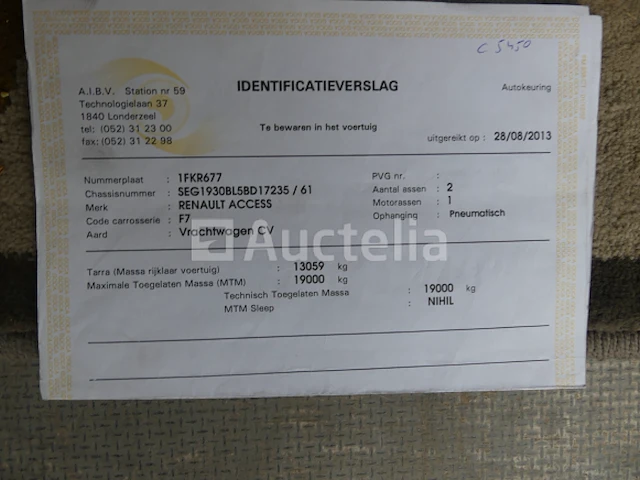 C 5450
A.I.B.V. Station nr 59
Technologielaan 37
1840 Londerzeel
tel: (052) 31 23 00
fax: (052) 31 22 98
IDENTIFICATIEVERSLAG
Autokeuring
Te bewaren in het voertuig
uitgereikt op : 28/08/2013
Nummerplaat : 1FKR677
Chassisnummer : SEG1930BL5BD17235 / 61
Merk : RENAULT ACCESS
Code carrosserie : F7
Aard : Vrachtwagen CV
PVG nr. :
Aantal assen : 2
Motorassen : 1
Ophanging : Pneumatisch
Auctelia
Tarra (Massa rijklaar voertuig) : 13059 kg
Maximale Toegelaten Massa (MTM) : 19000 kg
Technisch Toegelaten Massa : 19000 kg
MTM Sleep : NIHIL